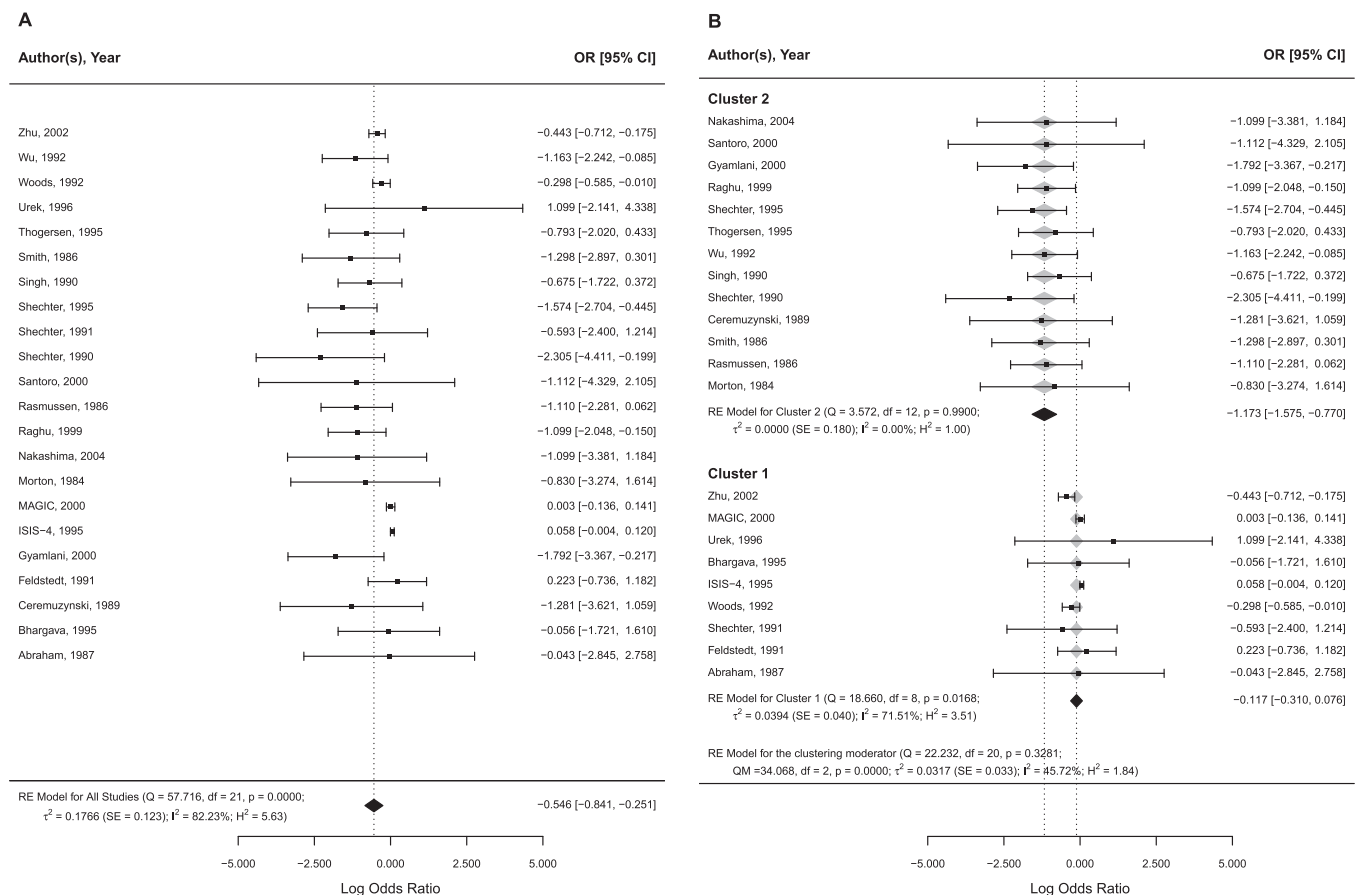 A
Author(s), Year OR [95% CI]
Zhu, 2002 −0.443 [−0.712, −0.175]
Wu, 1992 −1.163 [−2.242, −0.085]
Woods, 1992 −0.298 [−0.585, −0.010]
Urek, 1996 1.099 [−2.141, 4.338]
Thogersen, 1995 −0.793 [−2.020, 0.433]
Smith, 1986 −1.298 [−2.897, 0.301]
Singh, 1990 −0.675 [−1.722, 0.372]
Shechter, 1995 −1.574 [−2.704, −0.445]
Shechter, 1991 −0.593 [−2.400, 1.214]
Shechter, 1990 −2.305 [−4.411, −0.199]
Santoro, 2000 −1.112 [−4.329, 2.105]
Rasmussen, 1986 −1.110 [−2.281, 0.062]
Raghu, 1999 −1.099 [−2.048, −0.150]
Nakashima, 2004 −1.099 [−3.381, 1.184]
Morton, 1984 −0.830 [−3.274, 1.614]
MAGIC, 2000 0.003 [−0.136, 0.141]
ISIS−4, 1995 0.058 [−0.004, 0.120]
Gyamlani, 2000 −1.792 [−3.367, −0.217]
Feldstedt, 1991 0.223 [−0.736, 1.182]
Ceremuzynski, 1989 −1.281 [−3.621, 1.059]
Bhargava, 1995 −0.056 [−1.721, 1.610]
Abraham, 1987 −0.043 [−2.845, 2.758]
RE Model for All Studies (Q = 57.716, df = 21, p = 0.0000; −0.546 [−0.841, −0.251]
τ² = 0.1766 (SE = 0.123); I² = 82.23%; H² = 5.63)
−5.000 −2.500 0.000 2.500 5.000
Log Odds Ratio
B
Author(s), Year OR [95% CI]
Cluster 2
Nakashima, 2004 −1.099 [−3.381, 1.184]
Santoro, 2000 −1.112 [−4.329, 2.105]
Gyamlani, 2000 −1.792 [−3.367, −0.217]
Raghu, 1999 −1.099 [−2.048, −0.150]
Shechter, 1995 −1.574 [−2.704, −0.445]
Thogersen, 1995 −0.793 [−2.020, 0.433]
Wu, 1992 −1.163 [−2.242, −0.085]
Singh, 1990 −0.675 [−1.722, 0.372]
Shechter, 1990 −2.305 [−4.411, −0.199]
Ceremuzynski, 1989 −1.281 [−3.621, 1.059]
Smith, 1986 −1.298 [−2.897, 0.301]
Rasmussen, 1986 −1.110 [−2.281, 0.062]
Morton, 1984 −0.830 [−3.274, 1.614]
RE Model for Cluster 2 (Q = 3.572, df = 12, p = 0.9900; −1.173 [−1.575, −0.770]
τ² = 0.0000 (SE = 0.180); I² = 0.00%; H² = 1.00)
Cluster 1
Zhu, 2002 −0.443 [−0.712, −0.175]
MAGIC, 2000 0.003 [−0.136, 0.141]
Urek, 1996 1.099 [−2.141, 4.338]
Bhargava, 1995 −0.056 [−1.721, 1.610]
ISIS−4, 1995 0.058 [−0.004, 0.120]
Woods, 1992 −0.298 [−0.585, −0.010]
Shechter, 1991 −0.593 [−2.400, 1.214]
Feldstedt, 1991 0.223 [−0.736, 1.182]
Abraham, 1987 −0.043 [−2.845, 2.758]
RE Model for Cluster 1 (Q = 18.660, df = 8, p = 0.0168; −0.117 [−0.310, 0.076]
τ² = 0.0394 (SE = 0.040); I² = 71.51%; H² = 3.51)
RE Model for the clustering moderator (Q = 22.232, df = 20, p = 0.3281;
QM =34.068, df = 2, p = 0.0000; τ² = 0.0317 (SE = 0.033); I² = 45.72%; H² = 1.84)
−5.000 −2.500 0.000 2.500 5.000
Log Odds Ratio